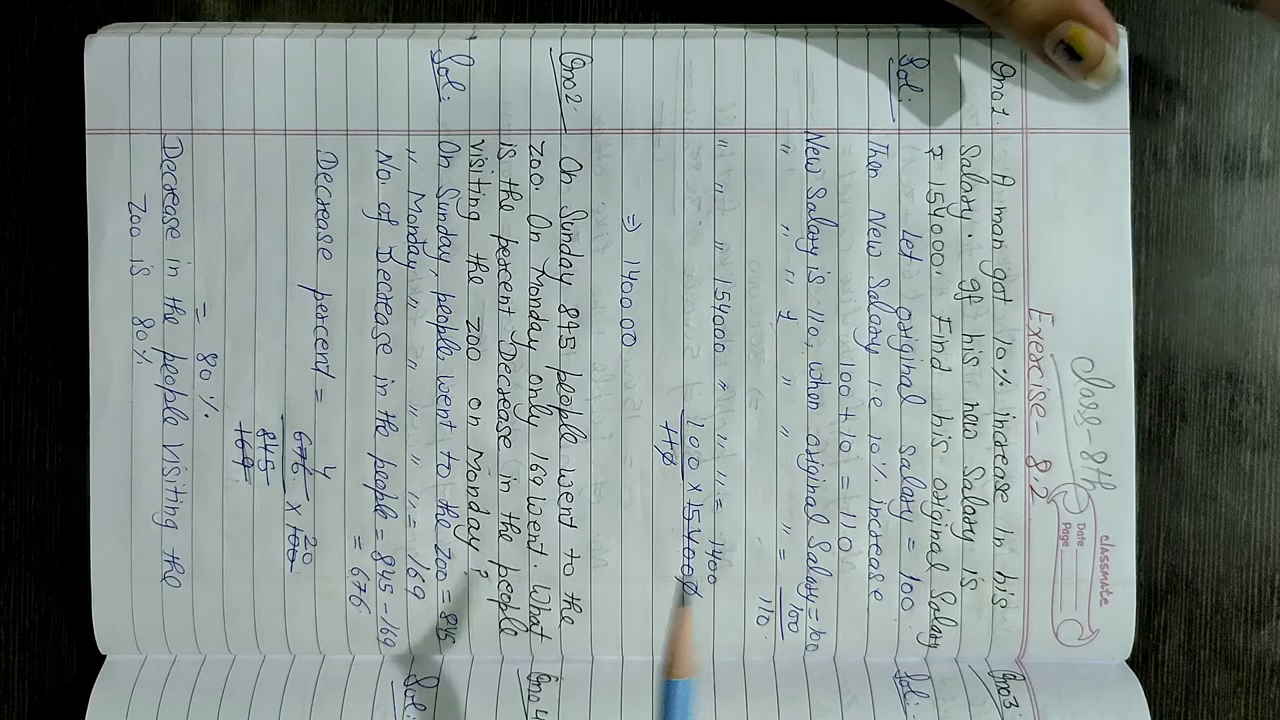 classmate
Date
Page
Class-8th
Exercise-8.2
Qno1. A man got 10% increase in his
Salary. If his new Salary is
₹ 154000. Find his original Salary
Sol: Let original Salary = 100
Then New Salary i.e 10% increase
100+10 = 110
New Salary is 110, when original Salary = 100
" " " " 1 " " " = 100
110
" " " 154000 " " " = 1400
100 × 154000
110
⇒ 140000
Qno2. On Sunday 845 people went to the
zoo. On Monday only 169 went. What
is the percent Decrease in the people
visiting the zoo on Monday?
Sol: On Sunday, people went to the zoo = 845
" Monday " " " " " = 169
No. of Decrease in the people = 845-169
= 676
Decrease percent = 4 20
676 × 100
845
169
= 80%
Decrease in the people visiting the
zoo is 80%
Qno3
Sol:
Qno4
Sol: